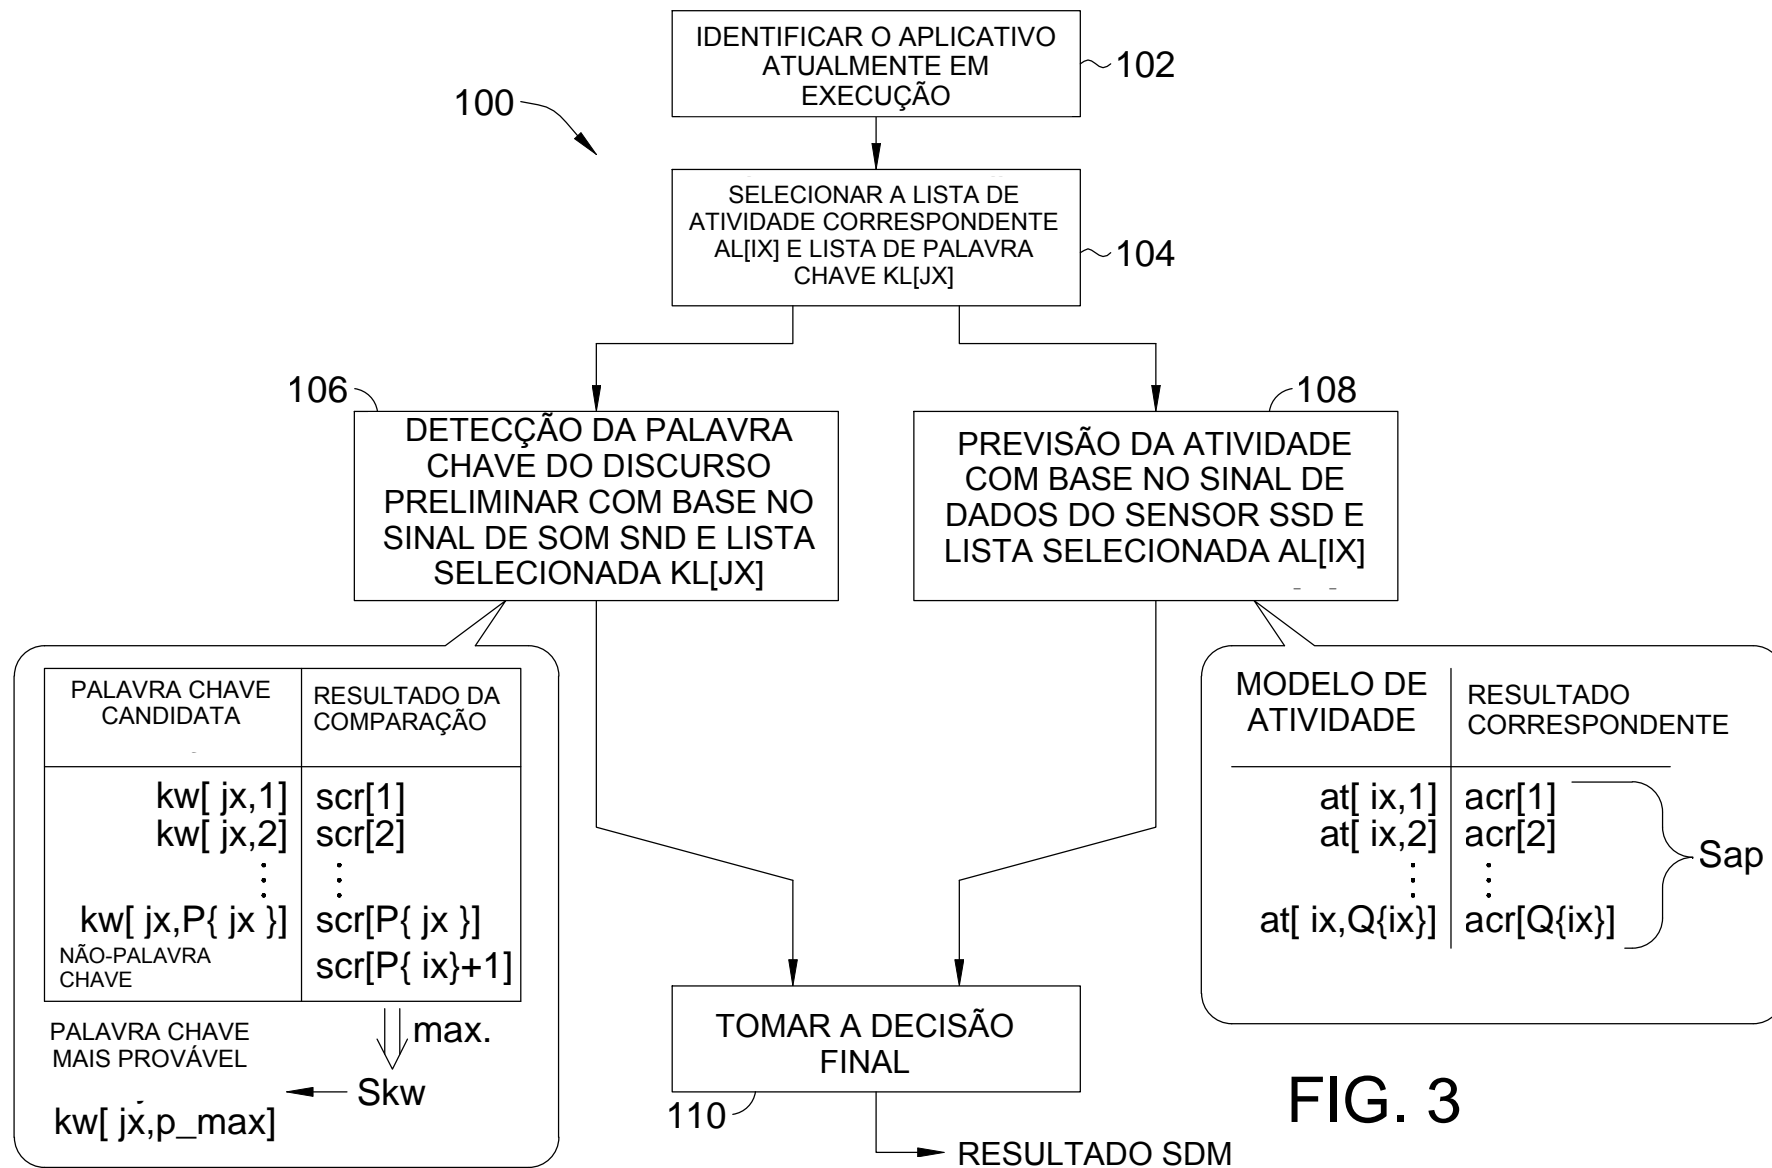 IDENTIFICAR O APLICATIVO
ATUALMENTE EM
EXECUÇÃO
102
100
SELECIONAR A LISTA DE
ATIVIDADE CORRESPONDENTE
AL[IX] E LISTA DE PALAVRA
CHAVE KL[JX]
104
106
DETECÇÃO DA PALAVRA
CHAVE DO DISCURSO
PRELIMINAR COM BASE NO
SINAL DE SOM SND E LISTA
SELECIONADA KL[JX]
108
PREVISÃO DA ATIVIDADE
COM BASE NO SINAL DE
DADOS DO SENSOR SSD E
LISTA SELECIONADA AL[IX]
PALAVRA CHAVE
CANDIDATA
RESULTADO DA
COMPARAÇÃO
kw[ jx,1] scr[1]
kw[ jx,2] scr[2]
kw[ jx,P{ jx }] scr[P{ jx }]
NÃO-PALAVRA
CHAVE
scr[P{ ix}+1]
max.
PALAVRA CHAVE
MAIS PROVÁVEL
Skw
kw[ jx,p_max]
MODELO DE
ATIVIDADE
RESULTADO
CORRESPONDENTE
at[ ix,1] acr[1]
at[ ix,2] acr[2]
at[ ix,Q{ix}] acr[Q{ix}]
Sap
TOMAR A DECISÃO
FINAL
110
RESULTADO SDM
FIG. 3